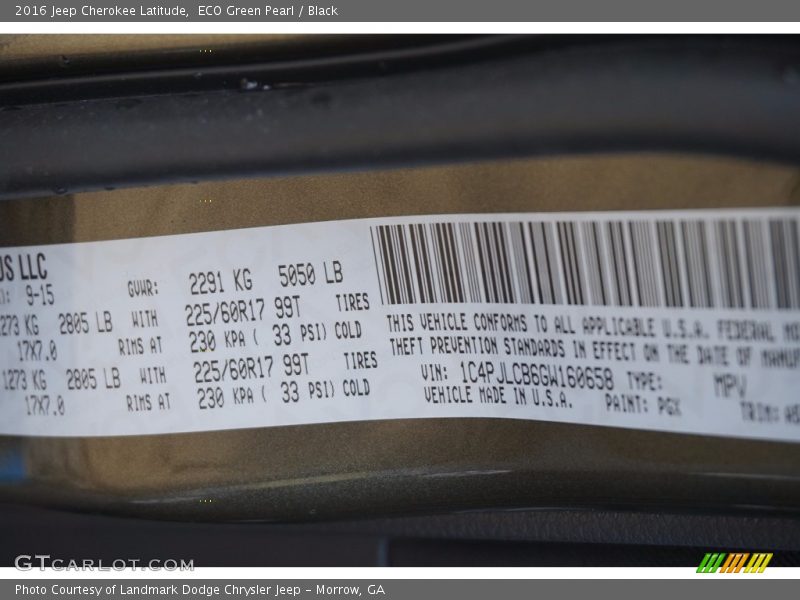 2016 Jeep Cherokee Latitude, ECO Green Pearl / Black
US LLC
9-15 GVWR: 2291 KG 5050 LB
1273 KG 2805 LB WITH 225/60R17 99T TIRES
17X7.0 RIMS AT 230 KPA ( 33 PSI) COLD
1273 KG 2805 LB WITH 225/60R17 99T TIRES
17X7.0 RIMS AT 230 KPA ( 33 PSI) COLD
THIS VEHICLE CONFORMS TO ALL APPLICABLE U.S.A. FEDERAL
THEFT PREVENTION STANDARDS IN EFFECT ON THE DATE OF
VIN: 1C4PJLCB6GW160658 TYPE: MPV
VEHICLE MADE IN U.S.A. PAINT: PGX TRIM:
GTCARLOT.COM
Photo Courtesy of Landmark Dodge Chrysler Jeep – Morrow, GA